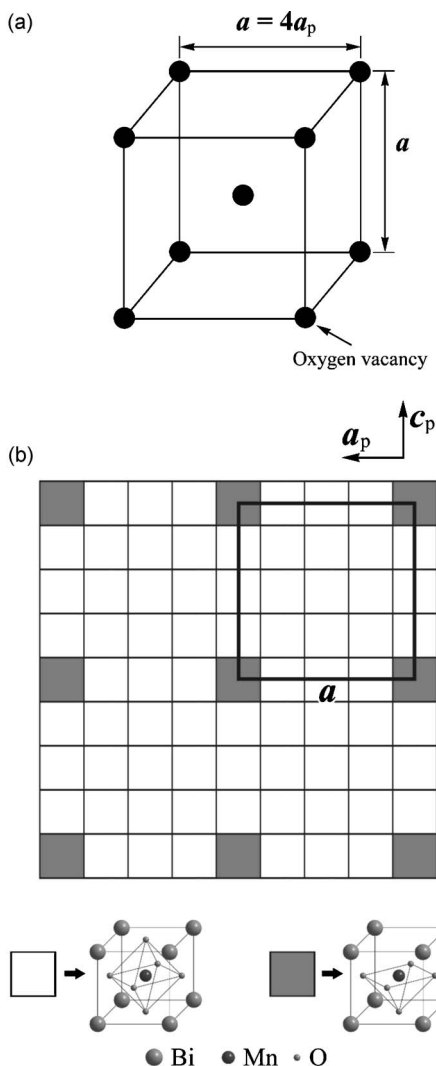 (a)
a = 4aₚ
a
Oxygen vacancy
cₚ
aₚ
(b)
a
Bi Mn O